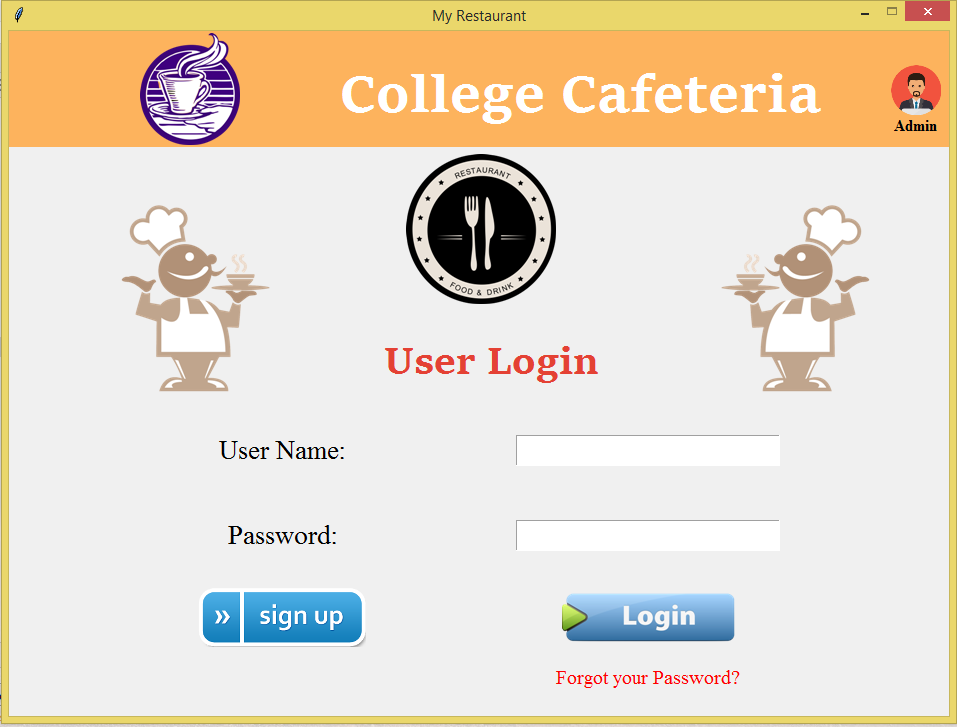 My Restaurant
College Cafeteria
Admin
RESTAURANT
FOOD & DRINK
User Login
User Name:
Password:
» sign up
Login
Forgot your Password?